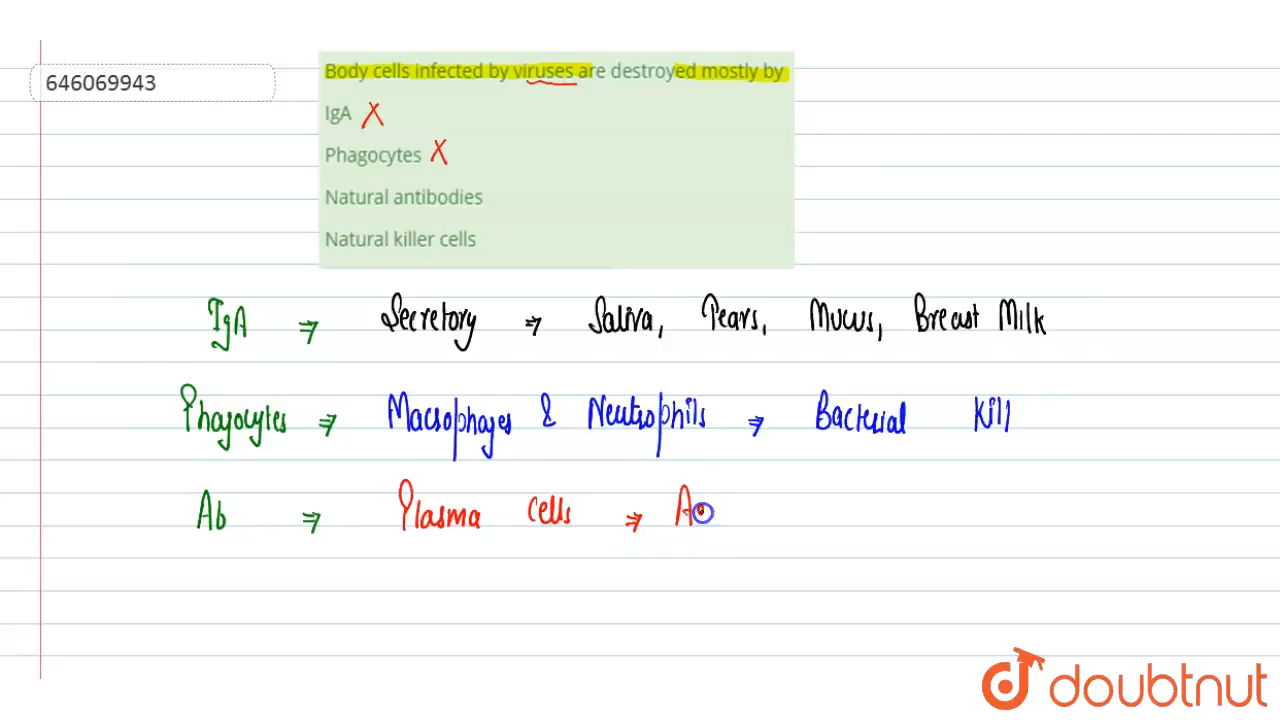 646069943
Body cells infected by viruses are destroyed mostly by
IgA X
Phagocytes X
Natural antibodies
Natural killer cells
IgA ⇒ Secretory ⇒ Saliva, Tears, Mucus, Breast Milk
Phagocytes ⇒ Macrophages & Neutrophils ⇒ Bacterial Kill
Ab ⇒ Plasma Cells ⇒ A
doubtnut